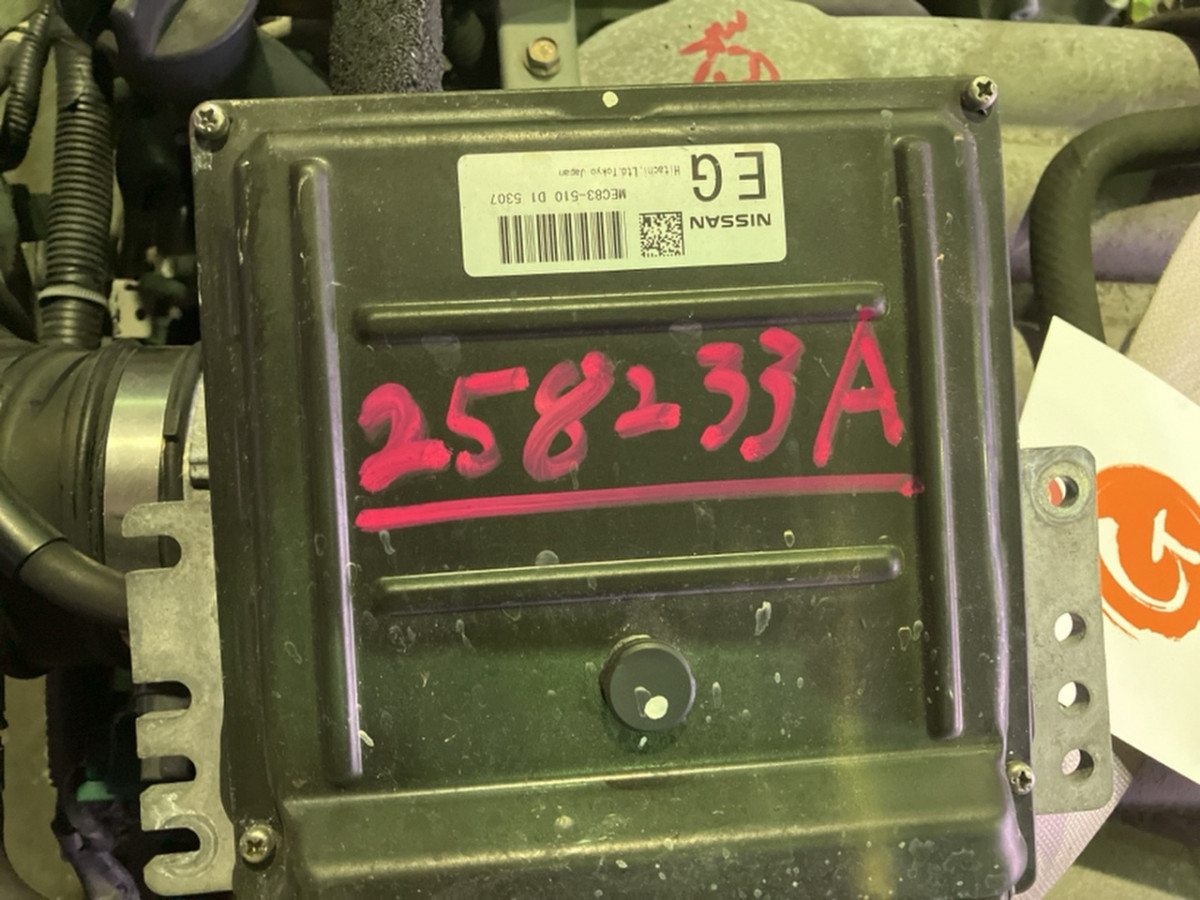 EG
Hitachi,Ltd.Tokyo Japan
MEC83-510 D1 5307
NISSAN
258233A